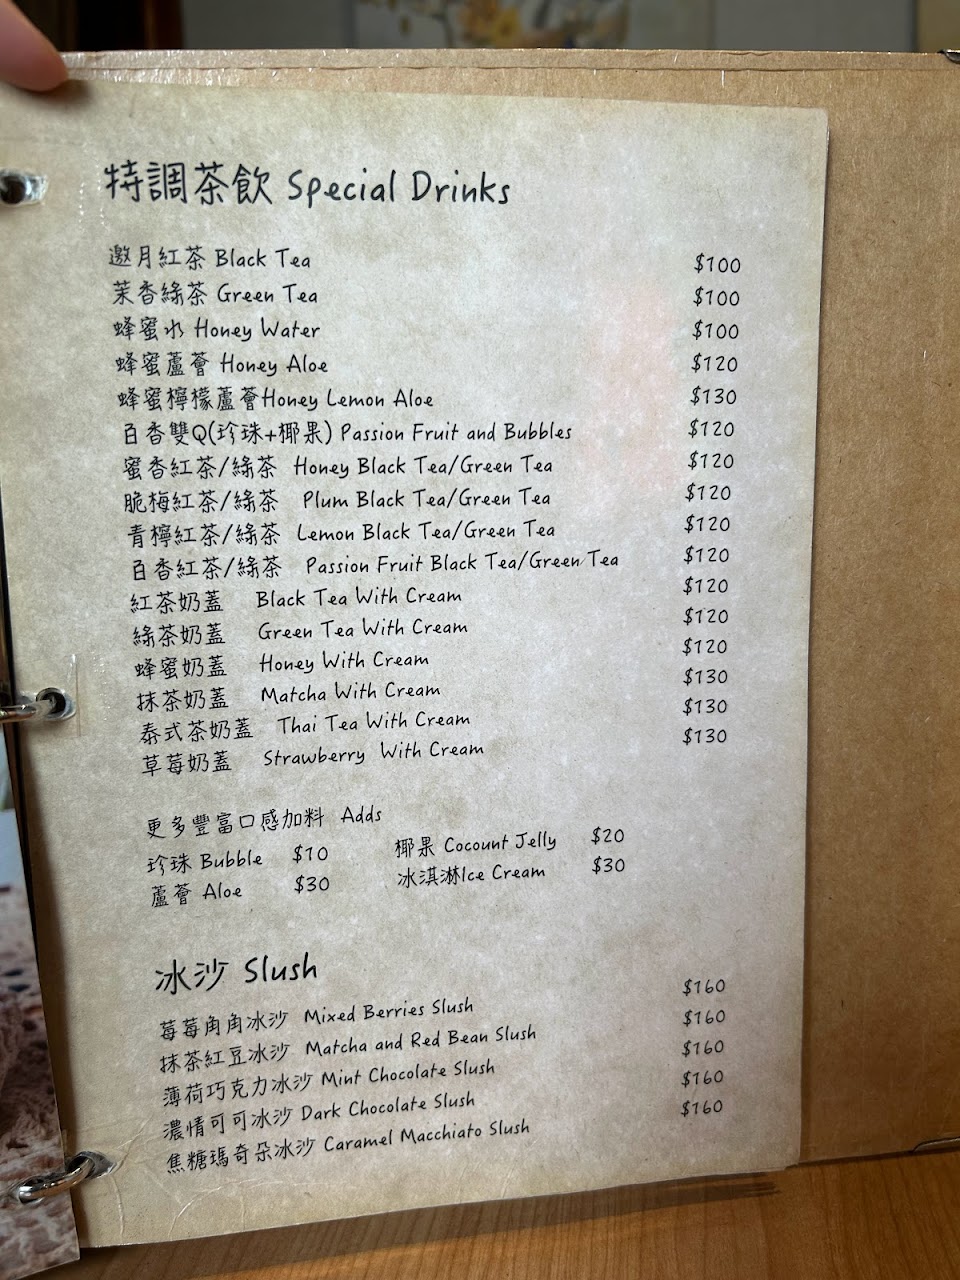 特調茶飲 Special Drinks
邀月紅茶 Black Tea $100
茉香綠茶 Green Tea $100
蜂蜜水 Honey Water $100
蜂蜜蘆薈 Honey Aloe $120
蜂蜜檸檬蘆薈Honey Lemon Aloe $130
百香雙Q(珍珠+椰果) Passion Fruit and Bubbles $120
蜜香紅茶/綠茶 Honey Black Tea/Green Tea $120
脆梅紅茶/綠茶 Plum Black Tea/Green Tea $120
青檸紅茶/綠茶 Lemon Black Tea/Green Tea $120
百香紅茶/綠茶 Passion Fruit Black Tea/Green Tea $120
紅茶奶蓋 Black Tea With Cream $120
綠茶奶蓋 Green Tea With Cream $120
蜂蜜奶蓋 Honey With Cream $120
抹茶奶蓋 Matcha With Cream $130
泰式茶奶蓋 Thai Tea With Cream $130
草莓奶蓋 Strawberry With Cream $130
更多豐富口感加料 Adds
珍珠 Bubble $10 椰果 Cocount Jelly $20
蘆薈 Aloe $30 冰淇淋Ice Cream $30
冰沙 Slush
莓莓角角冰沙 Mixed Berries Slush $160
抹茶紅豆冰沙 Matcha and Red Bean Slush $160
薄荷巧克力冰沙 Mint Chocolate Slush $160
濃情可可冰沙 Dark Chocolate Slush $160
焦糖瑪奇朵冰沙 Caramel Macchiato Slush $160